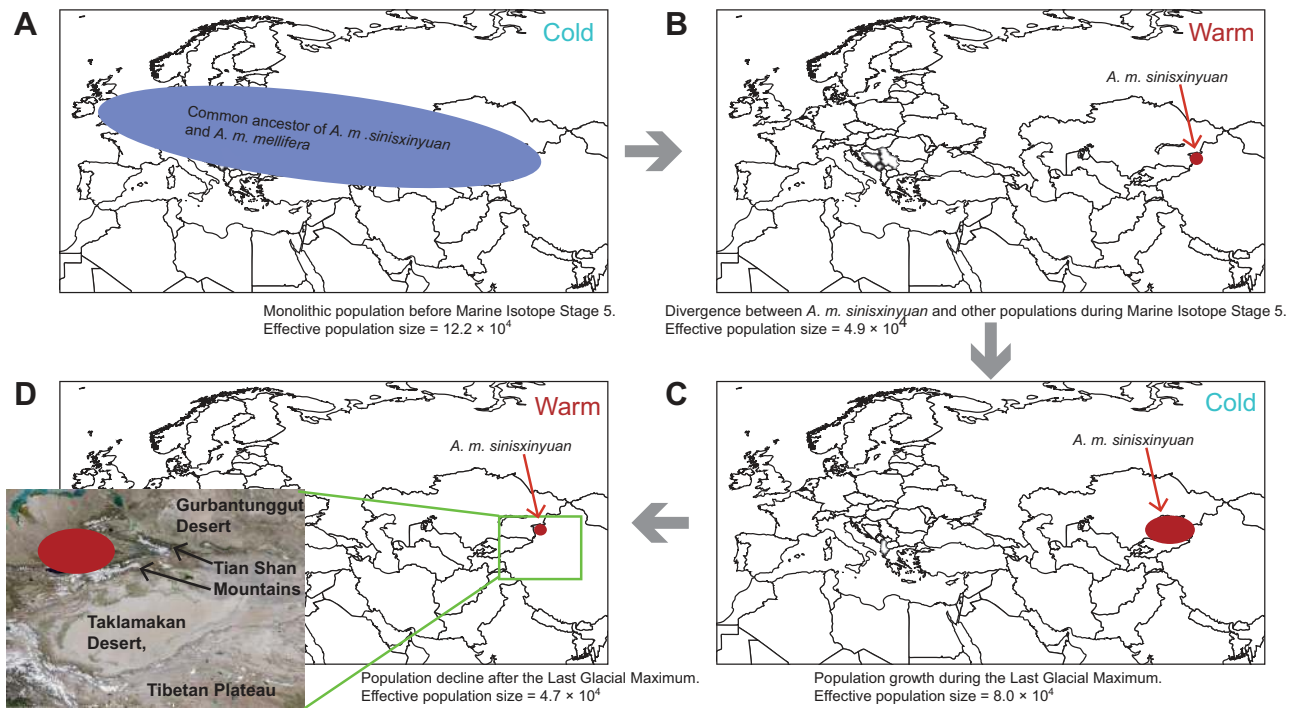 A
Cold
Common ancestor of A. m .sinisxinyuan
and A. m. mellifera
Monolithic population before Marine Isotope Stage 5.
Effective population size = 12.2 × 10⁴
B
Warm
A. m. sinisxinyuan
Divergence between A. m. sinisxinyuan and other populations during Marine Isotope Stage 5.
Effective population size = 4.9 × 10⁴
D
Warm
A. m. sinisxinyuan
Gurbantunggut
Desert
Tian Shan
Mountains
Taklamakan
Desert,
Tibetan Plateau
Population decline after the Last Glacial Maximum.
Effective population size = 4.7 × 10⁴
C
Cold
A. m. sinisxinyuan
Population growth during the Last Glacial Maximum.
Effective population size = 8.0 × 10⁴